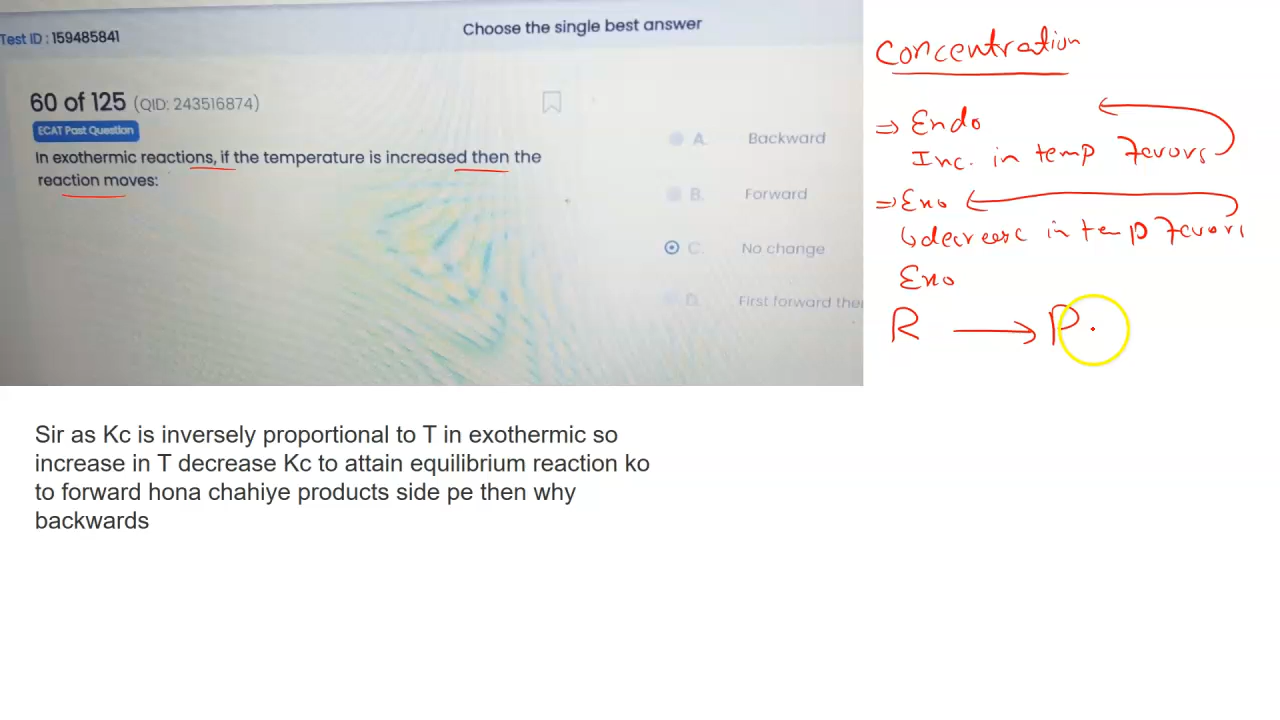 Test ID : 159485841
Choose the single best answer
60 of 125 (QID: 243516874)
ECAT Past Question
In exothermic reactions, if the temperature is increased then the
reaction moves:
A. Backward
B. Forward
C. No change
D. First forward the
Concentration
⇒ Endo
Inc. in temp favors
⇒ Exo
↳ decrease in temp favors
Exo
R → P
Sir as Kc is inversely proportional to T in exothermic so
increase in T decrease Kc to attain equilibrium reaction ko
to forward hona chahiye products side pe then why
backwards